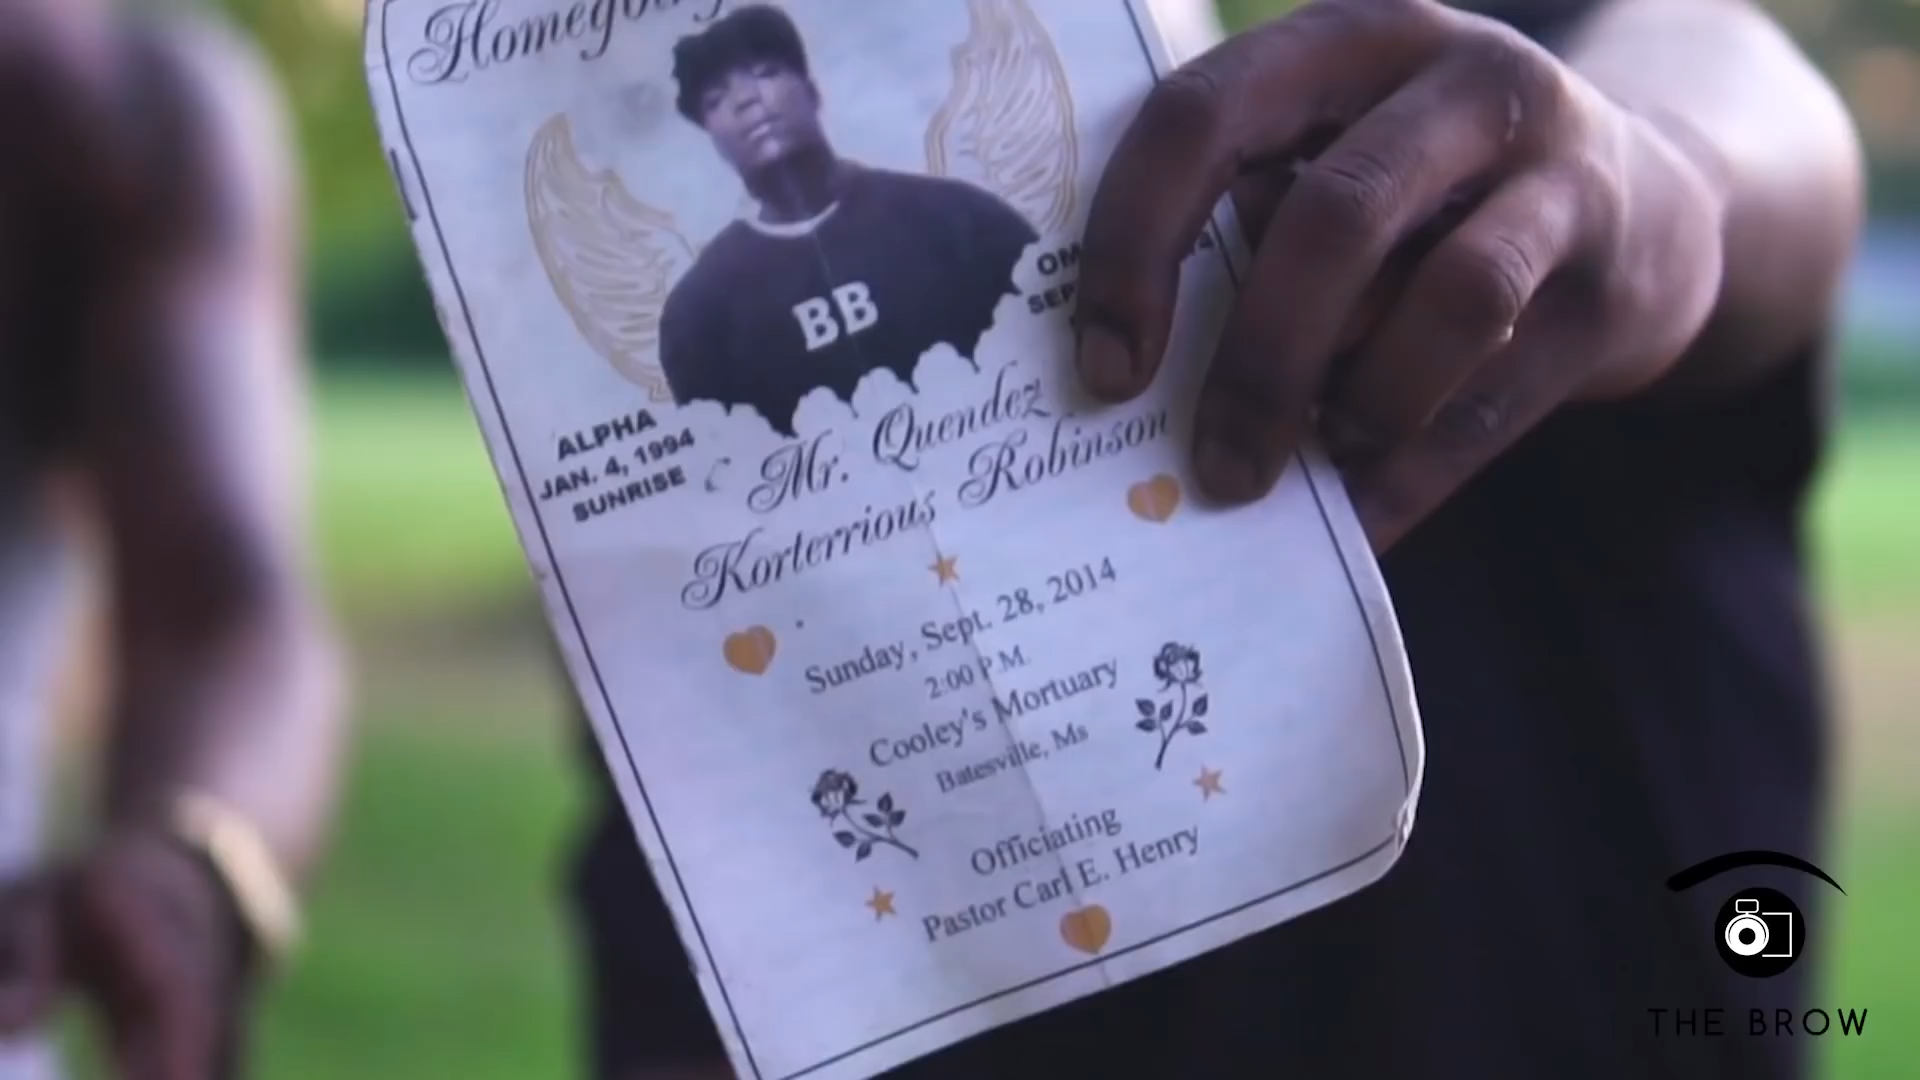 Homegoing
BB
ALPHA
JAN. 4, 1994
SUNRISE
Mr. Quendez
Korterrious Robinson
Sunday, Sept. 28, 2014
2:00 P.M.
Cooley's Mortuary
Batesville, Ms
Officiating
Pastor Carl E. Henry
THE BROW